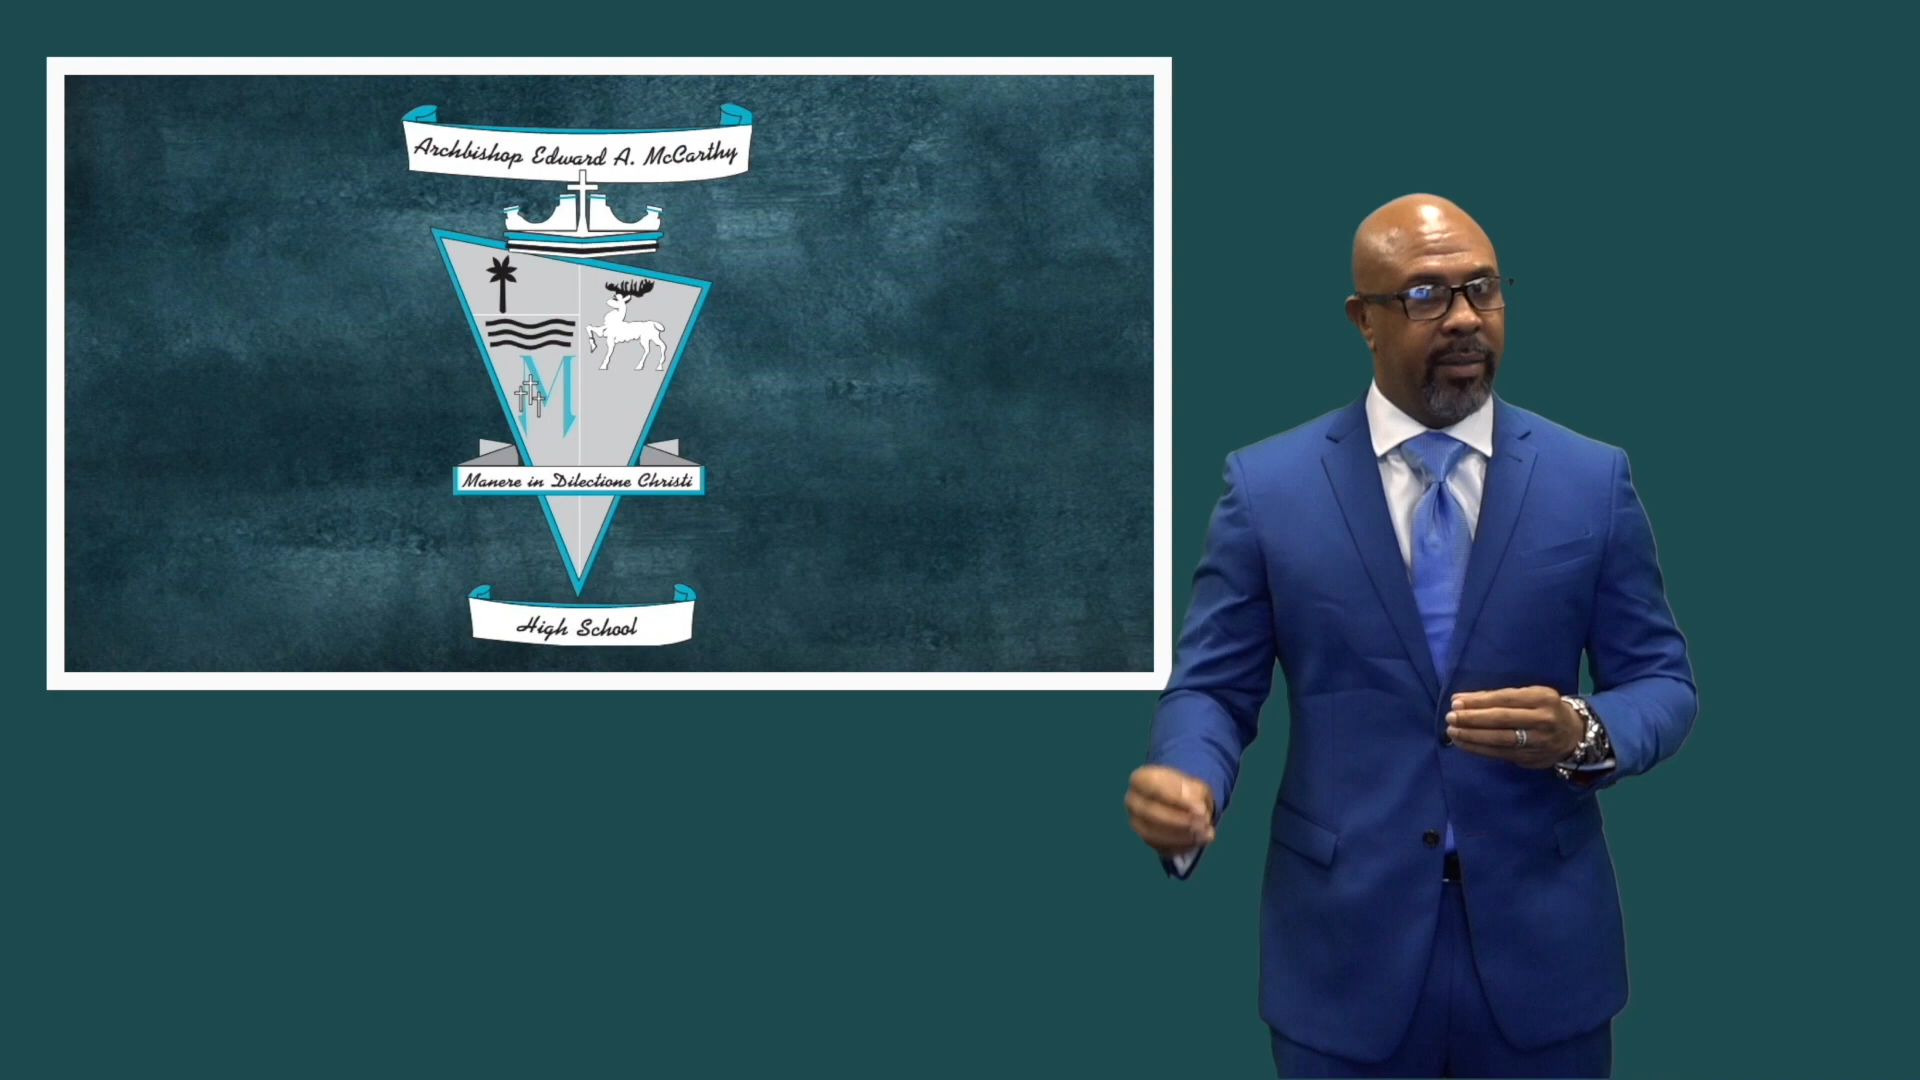 Archbishop Edward A. McCarthy
M
Manere in Dilectione Christi
High School